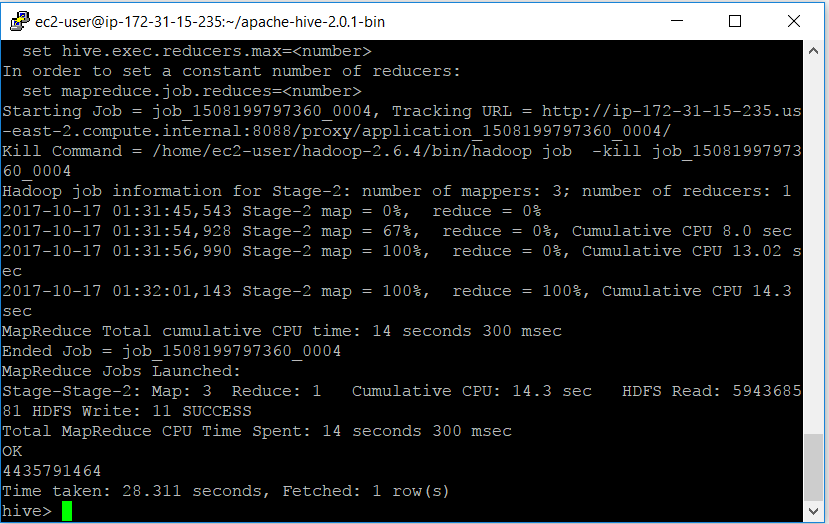 ec2-user@ip-172-31-15-235:~/apache-hive-2.0.1-bin
  set hive.exec.reducers.max=<number>
In order to set a constant number of reducers:
  set mapreduce.job.reduces=<number>
Starting Job = job_1508199797360_0004, Tracking URL = http://ip-172-31-15-235.us
-east-2.compute.internal:8088/proxy/application_1508199797360_0004/
Kill Command = /home/ec2-user/hadoop-2.6.4/bin/hadoop job  -kill job_15081997973
60_0004
Hadoop job information for Stage-2: number of mappers: 3; number of reducers: 1
2017-10-17 01:31:45,543 Stage-2 map = 0%,  reduce = 0%
2017-10-17 01:31:54,928 Stage-2 map = 67%,  reduce = 0%, Cumulative CPU 8.0 sec
2017-10-17 01:31:56,990 Stage-2 map = 100%,  reduce = 0%, Cumulative CPU 13.02 s
ec
2017-10-17 01:32:01,143 Stage-2 map = 100%,  reduce = 100%, Cumulative CPU 14.3
sec
MapReduce Total cumulative CPU time: 14 seconds 300 msec
Ended Job = job_1508199797360_0004
MapReduce Jobs Launched:
Stage-Stage-2: Map: 3  Reduce: 1   Cumulative CPU: 14.3 sec   HDFS Read: 5943685
81 HDFS Write: 11 SUCCESS
Total MapReduce CPU Time Spent: 14 seconds 300 msec
OK
4435791464
Time taken: 28.311 seconds, Fetched: 1 row(s)
hive>